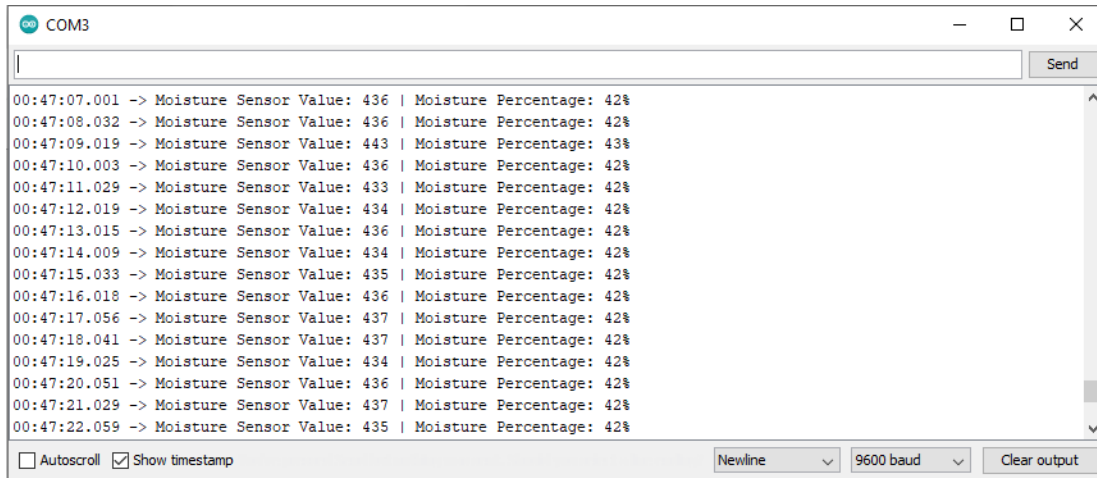 COM3
Send
00:47:07.001 -> Moisture Sensor Value: 436 | Moisture Percentage: 42%
00:47:08.032 -> Moisture Sensor Value: 436 | Moisture Percentage: 42%
00:47:09.019 -> Moisture Sensor Value: 443 | Moisture Percentage: 43%
00:47:10.003 -> Moisture Sensor Value: 436 | Moisture Percentage: 42%
00:47:11.029 -> Moisture Sensor Value: 433 | Moisture Percentage: 42%
00:47:12.019 -> Moisture Sensor Value: 434 | Moisture Percentage: 42%
00:47:13.015 -> Moisture Sensor Value: 436 | Moisture Percentage: 42%
00:47:14.009 -> Moisture Sensor Value: 434 | Moisture Percentage: 42%
00:47:15.033 -> Moisture Sensor Value: 435 | Moisture Percentage: 42%
00:47:16.018 -> Moisture Sensor Value: 436 | Moisture Percentage: 42%
00:47:17.056 -> Moisture Sensor Value: 437 | Moisture Percentage: 42%
00:47:18.041 -> Moisture Sensor Value: 437 | Moisture Percentage: 42%
00:47:19.025 -> Moisture Sensor Value: 434 | Moisture Percentage: 42%
00:47:20.051 -> Moisture Sensor Value: 436 | Moisture Percentage: 42%
00:47:21.029 -> Moisture Sensor Value: 437 | Moisture Percentage: 42%
00:47:22.059 -> Moisture Sensor Value: 435 | Moisture Percentage: 42%
Autoscroll Show timestamp Newline 9600 baud Clear output